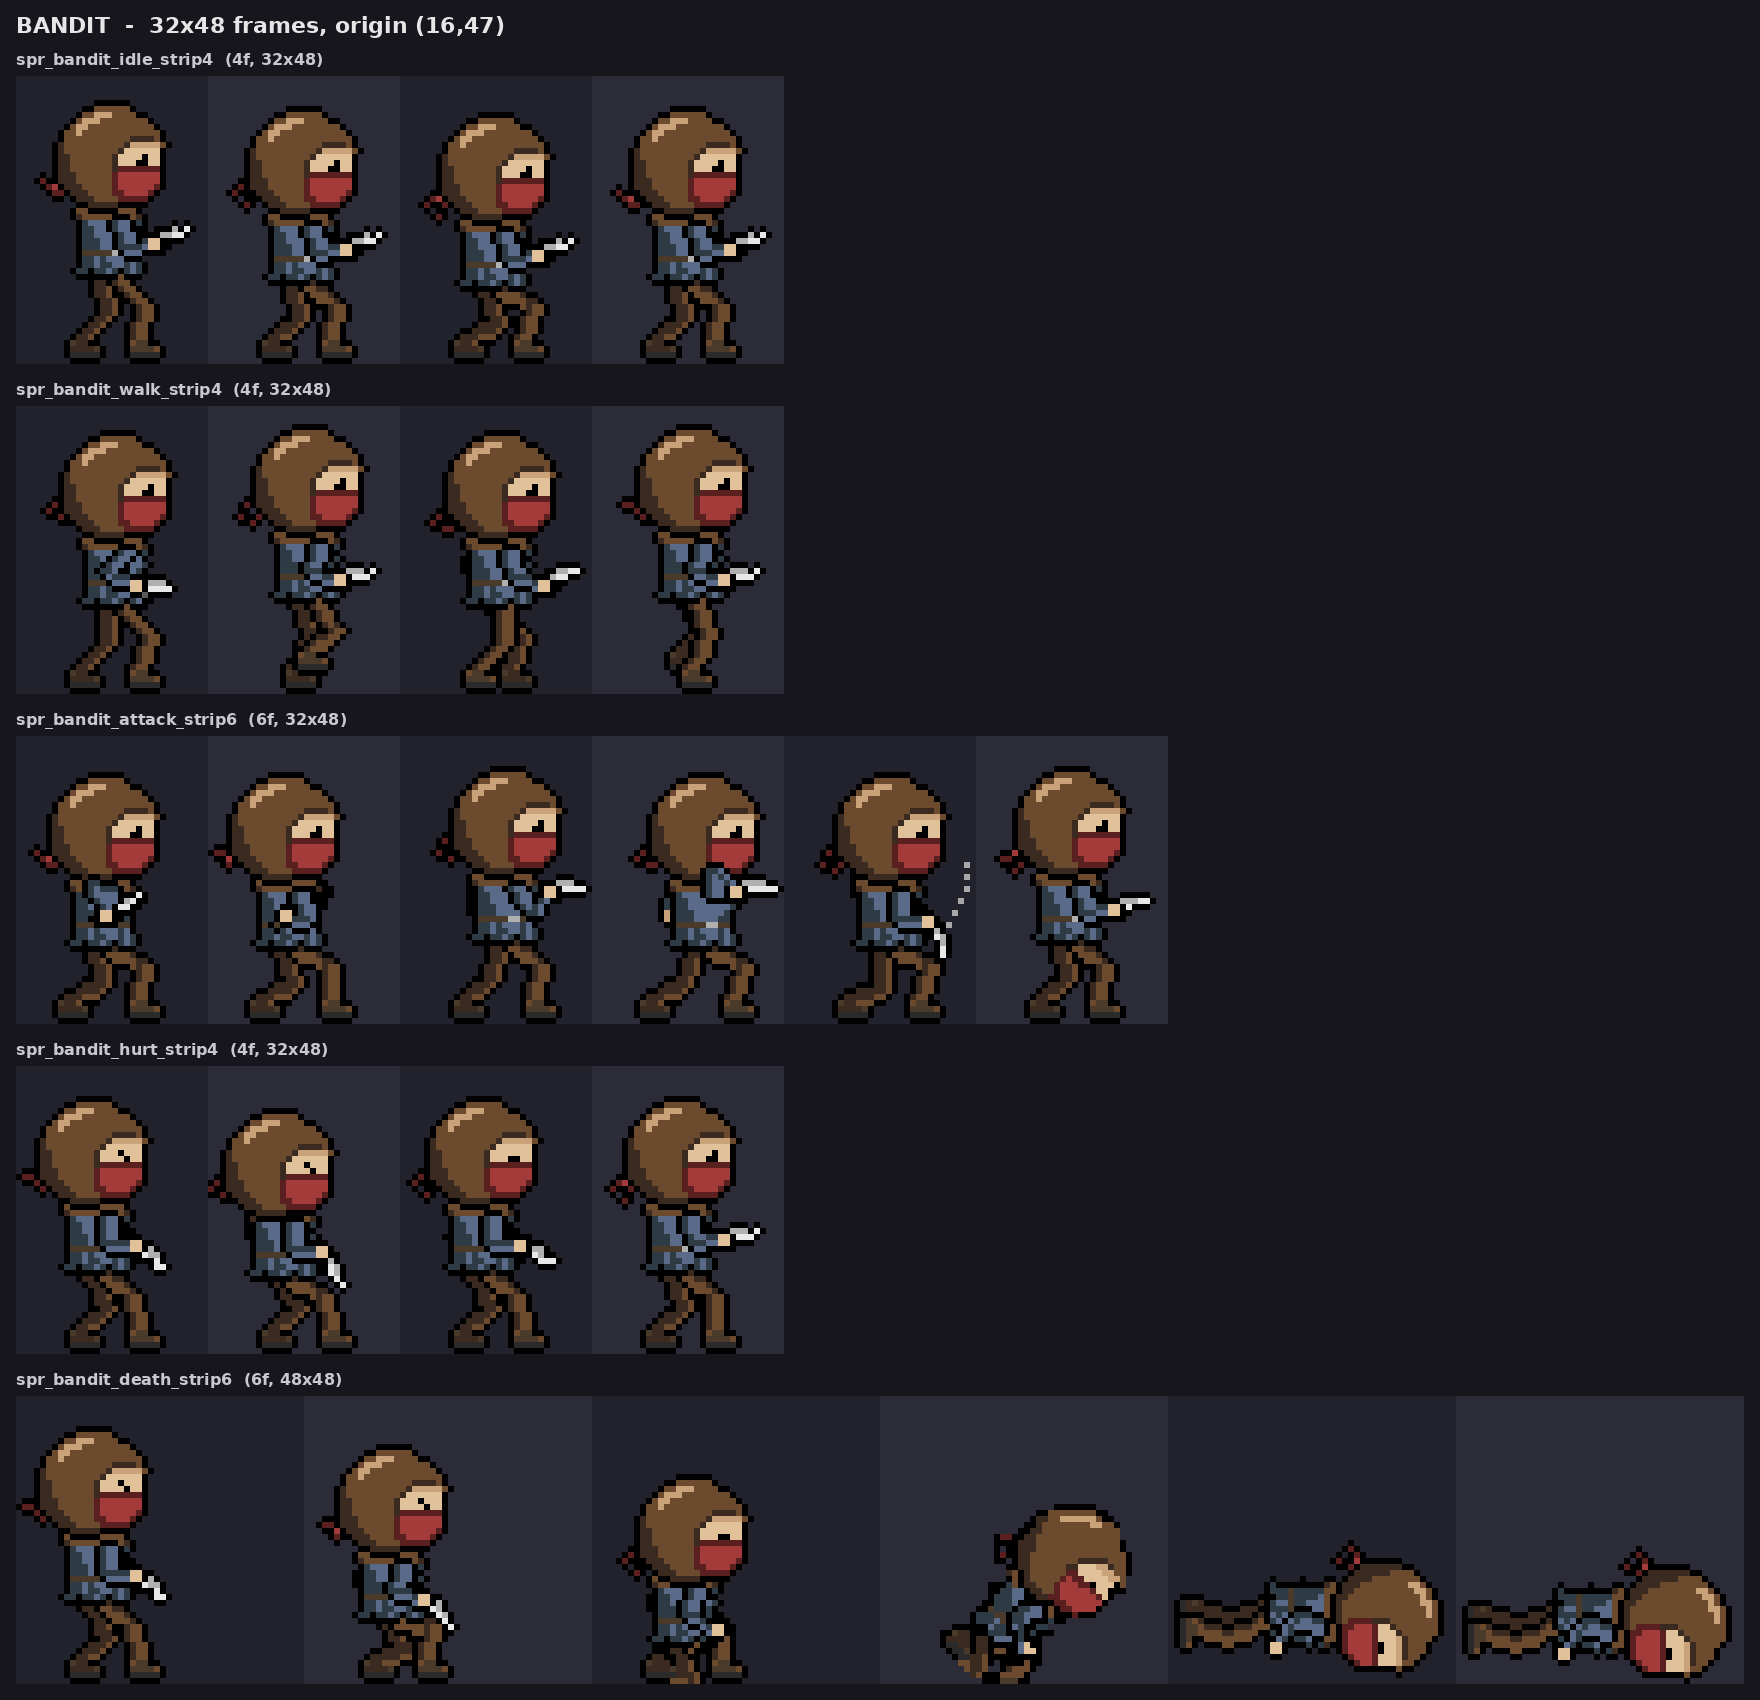 BANDIT - 32x48 frames, origin (16,47)
spr_bandit_idle_strip4 (4f, 32x48)
spr_bandit_walk_strip4 (4f, 32x48)
spr_bandit_attack_strip6 (6f, 32x48)
spr_bandit_hurt_strip4 (4f, 32x48)
spr_bandit_death_strip6 (6f, 48x48)